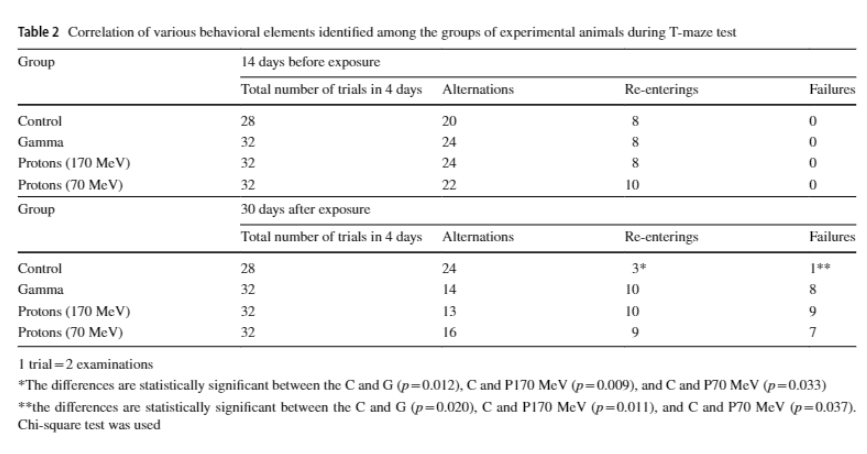 Table 2 Correlation of various behavioral elements identified among the groups of experimental animals during T-maze test
Group 14 days before exposure
Total number of trials in 4 days Alternations Re-enterings Failures
Control 28 20 8 0
Gamma 32 24 8 0
Protons (170 MeV) 32 24 8 0
Protons (70 MeV) 32 22 10 0
Group 30 days after exposure
Total number of trials in 4 days Alternations Re-enterings Failures
Control 28 24 3* 1**
Gamma 32 14 10 8
Protons (170 MeV) 32 13 10 9
Protons (70 MeV) 32 16 9 7
1 trial=2 examinations
*The differences are statistically significant between the C and G (p=0.012), C and P170 MeV (p=0.009), and C and P70 MeV (p=0.033)
**the differences are statistically significant between the C and G (p=0.020), C and P170 MeV (p=0.011), and C and P70 MeV (p=0.037).
Chi-square test was used